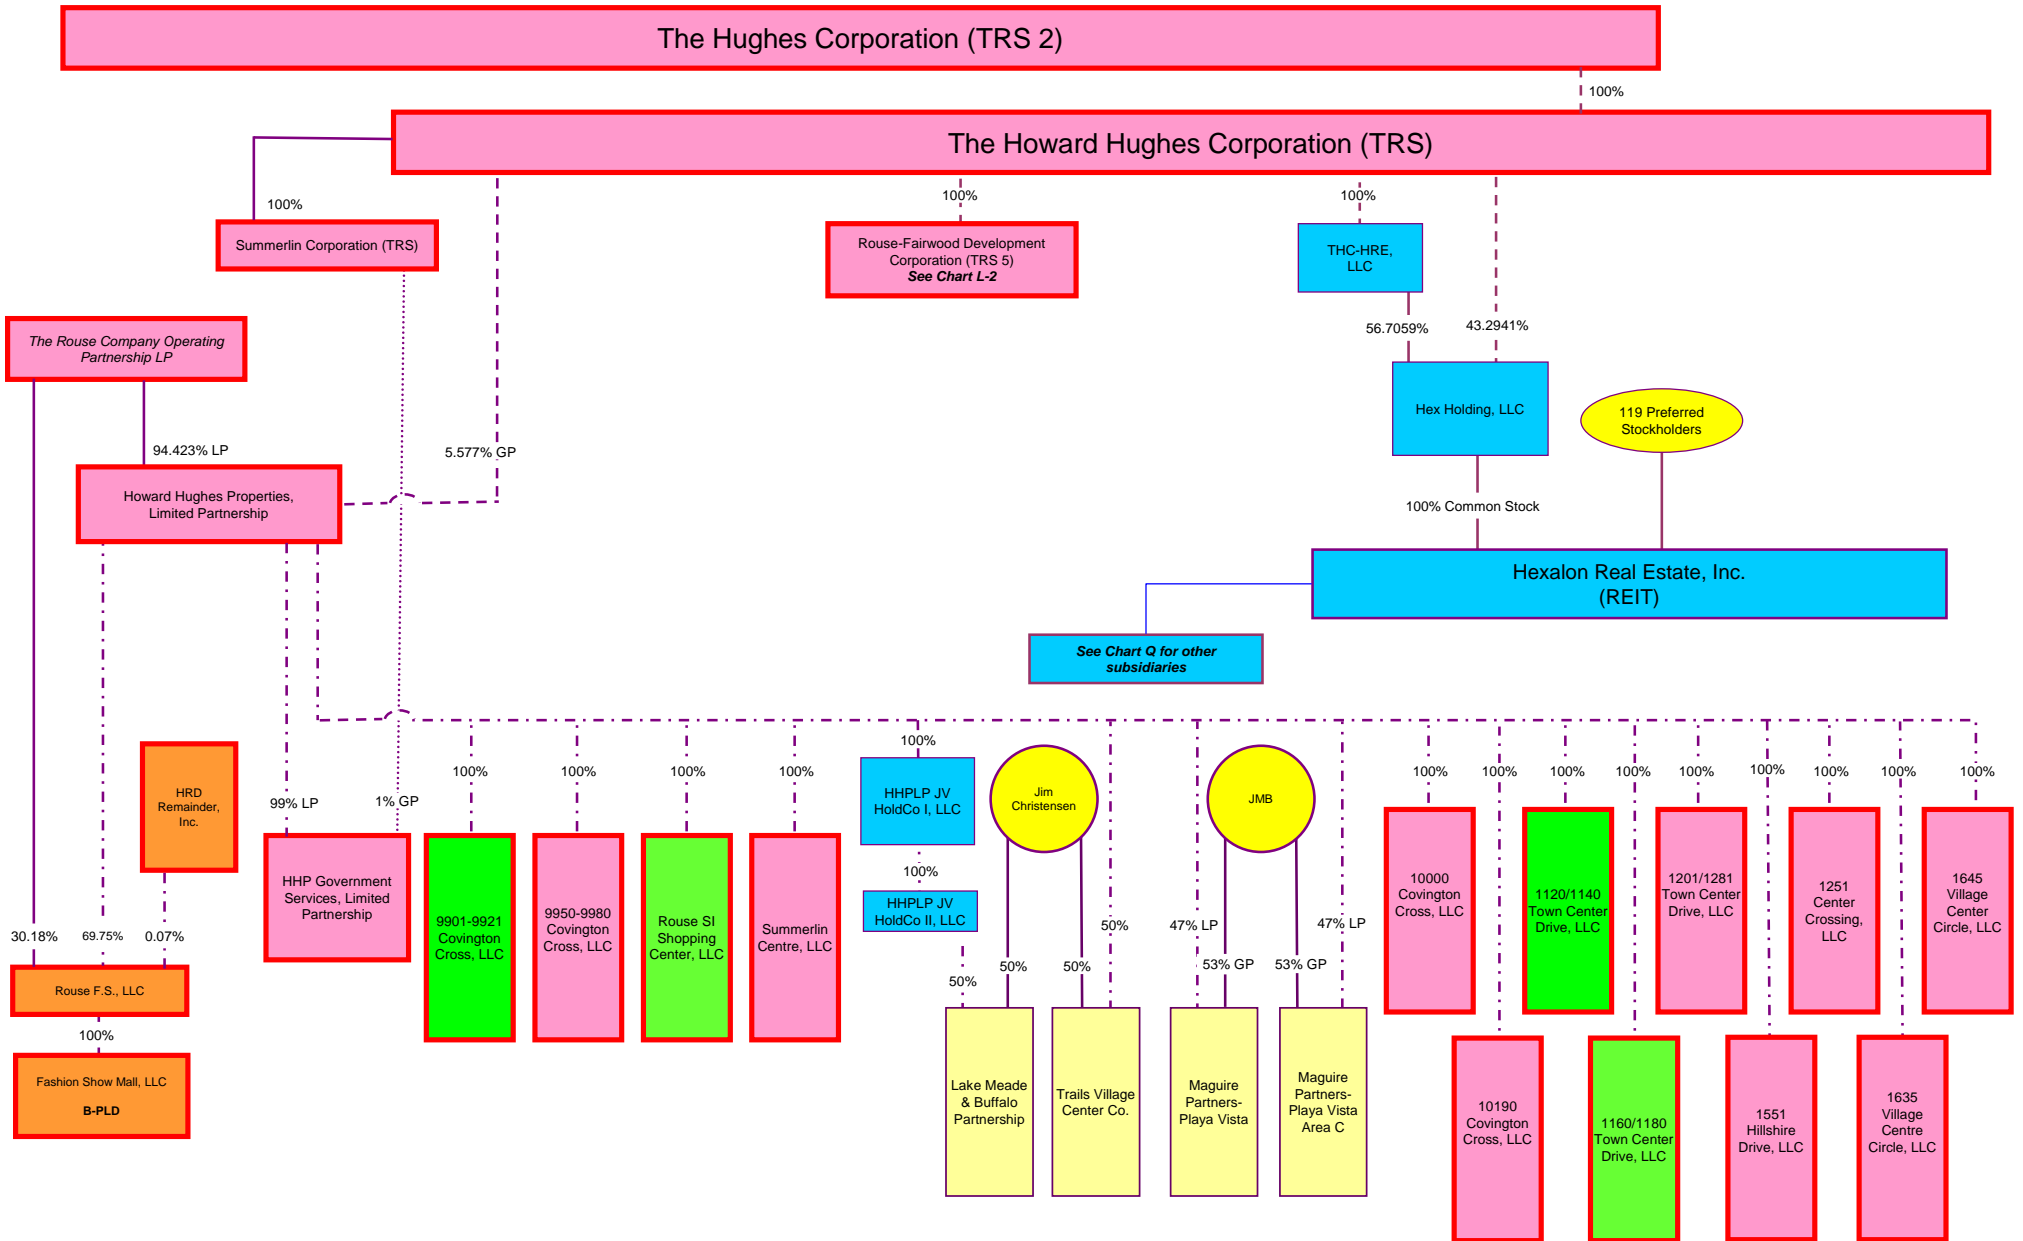 The Hughes Corporation (TRS 2)
100%
The Howard Hughes Corporation (TRS)
100%
100%
100%
Summerlin Corporation (TRS)
Rouse-Fairwood Development
Corporation (TRS 5)
See Chart L-2
THC-HRE,
LLC
56.7059%
43.2941%
The Rouse Company Operating
Partnership LP
Hex Holding, LLC
119 Preferred
Stockholders
94.423% LP
5.577% GP
Howard Hughes Properties,
Limited Partnership
100% Common Stock
Hexalon Real Estate, Inc.
(REIT)
See Chart Q for other
subsidiaries
HRD
Remainder,
Inc.
99% LP
1% GP
100%
100%
100%
100%
100%
HHPLP JV
HoldCo I, LLC
100%
HHPLP JV
HoldCo II, LLC
Jim
Christensen
JMB
100%
100%
100%
100%
100%
100%
100%
100%
100%
30.18%
69.75%
0.07%
Rouse F.S., LLC
100%
Fashion Show Mall, LLC
B-PLD
HHP Government
Services, Limited
Partnership
9901-9921
Covington
Cross, LLC
9950-9980
Covington
Cross, LLC
Rouse SI
Shopping
Center, LLC
Summerlin
Centre, LLC
50%
50%
50%
50%
47% LP
53% GP
53% GP
47% LP
Lake Meade
& Buffalo
Partnership
Trails Village
Center Co.
Maguire
Partners-
Playa Vista
Maguire
Partners-
Playa Vista
Area C
10000
Covington
Cross, LLC
1120/1140
Town Center
Drive, LLC
1201/1281
Town Center
Drive, LLC
1251
Center
Crossing,
LLC
1645
Village
Center
Circle, LLC
10190
Covington
Cross, LLC
1160/1180
Town Center
Drive, LLC
1551
Hillshire
Drive, LLC
1635
Village
Centre
Circle, LLC